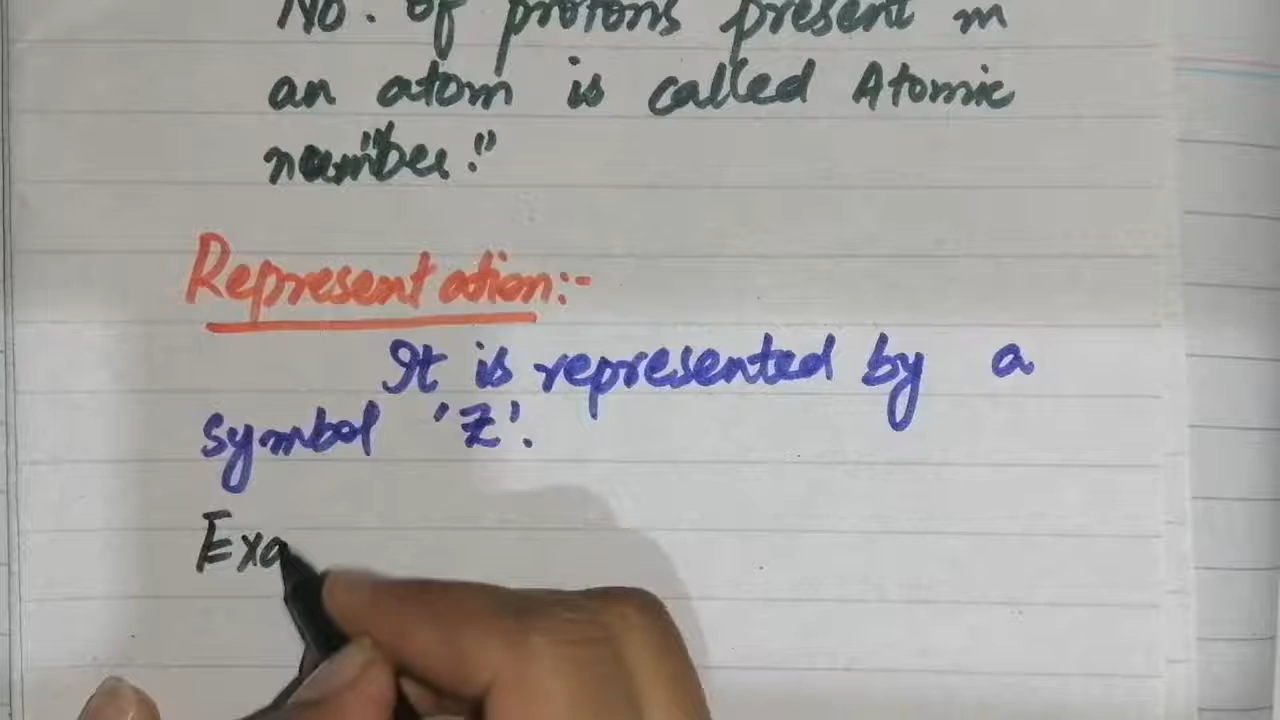 No. of protons present in
an atom is called Atomic
number."
Representation:-
It is represented by a
symbol 'Z'.
Exa